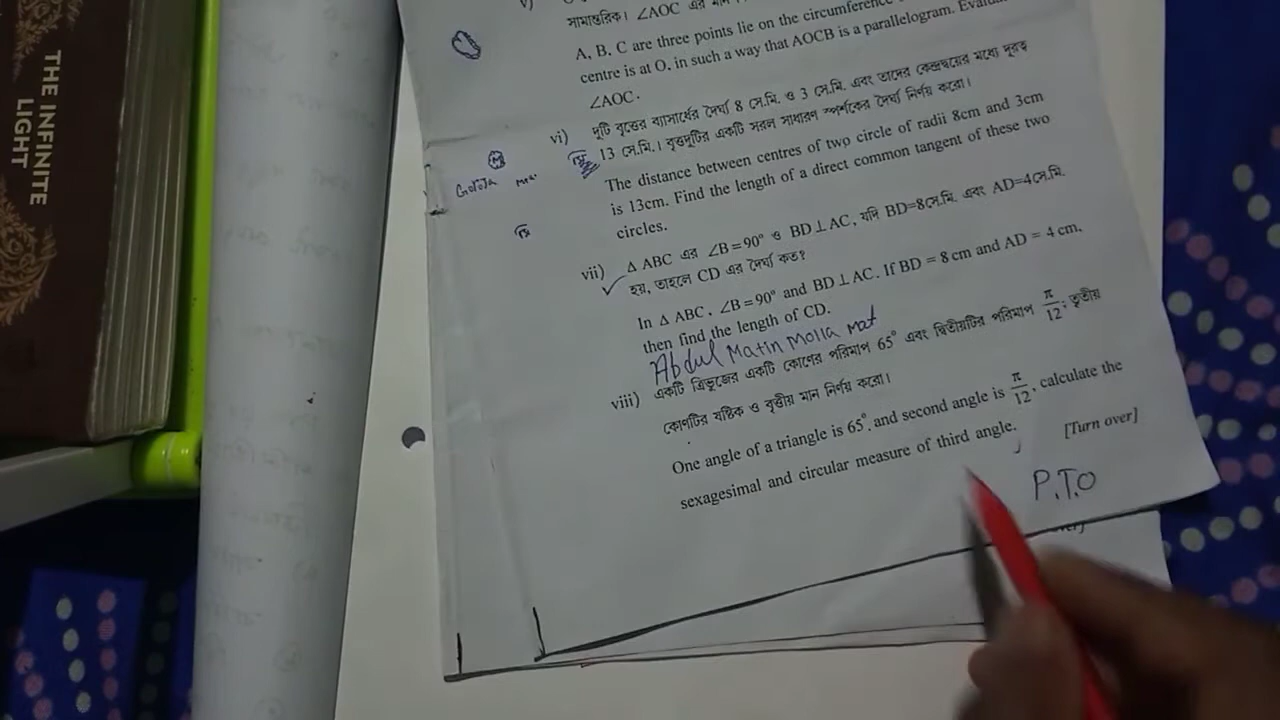 THE INFINITE
LIGHT
v)
সামান্তরিক। ∠AOC এর মান
A, B, C are three points lie on the circumference
centre is at O, in such a way that AOCB is a parallelogram. Evalu
∠AOC.
vi) দুটি বৃত্তের ব্যাসার্ধের দৈর্ঘ্য 8 সে.মি. ও 3 সে.মি. এবং তাদের কেন্দ্রদ্বয়ের মধ্যে দূরত্ব
13 সে.মি.। বৃত্তদুটির একটি সরল সাধারণ স্পর্শকের দৈর্ঘ্য নির্ণয় করো।
The distance between centres of two circle of radii 8cm and 3cm
is 13cm. Find the length of a direct common tangent of these two
circles.
vii) Δ ABC এর ∠B=90° ও BD⊥AC, যদি BD=8সে.মি. এবং AD=4সে.মি.
হয়, তাহলে CD এর দৈর্ঘ্য কত?
In Δ ABC, ∠B=90° and BD⊥AC. If BD = 8 cm and AD = 4 cm,
then find the length of CD.
Abdul Matin Molla mat
viii) একটি ত্রিভুজের একটি কোণের পরিমাপ 65° এবং দ্বিতীয়টির পরিমাপ π/12; তৃতীয়
কোণটির ষষ্ঠিক ও বৃত্তীয় মান নির্ণয় করো।
One angle of a triangle is 65°. and second angle is π/12, calculate the
sexagesimal and circular measure of third angle.
[Turn over]
P.T.O